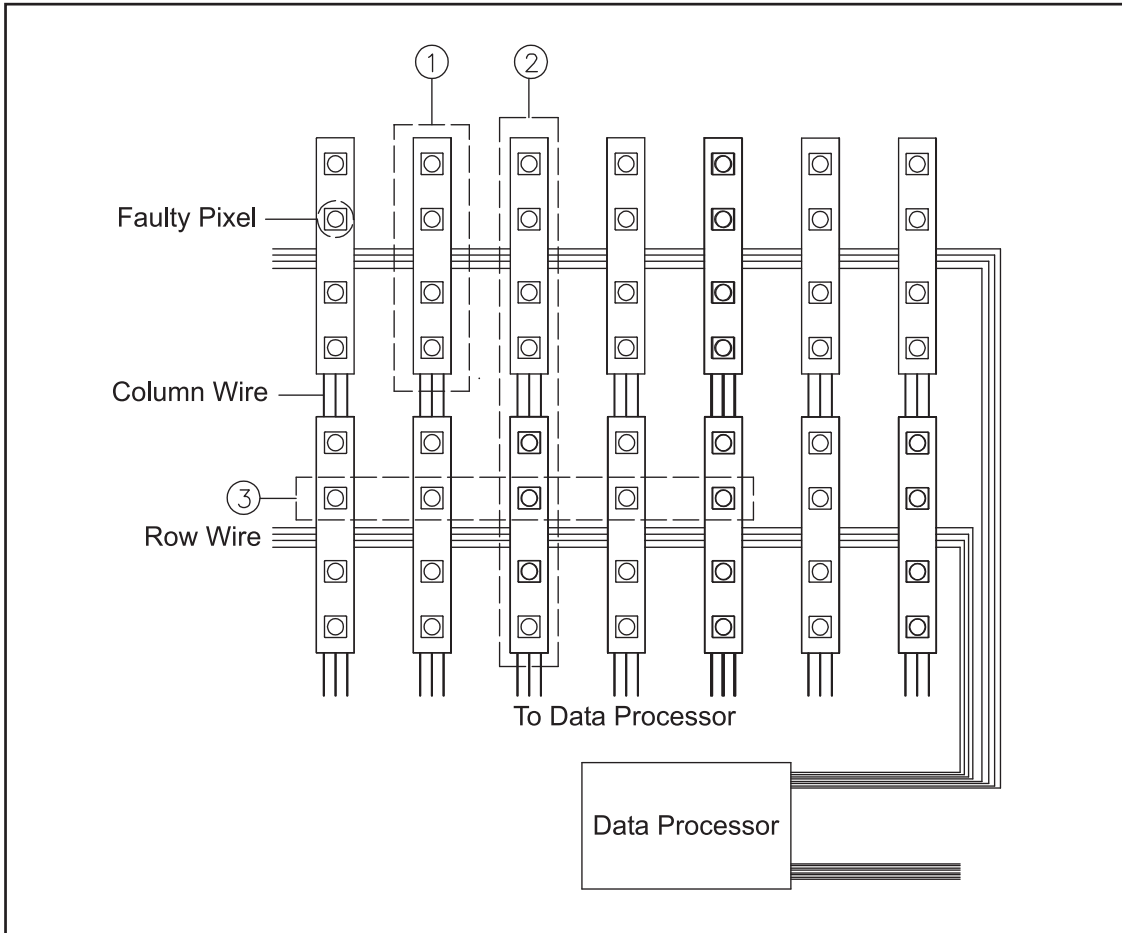 1
2
Faulty Pixel
Column Wire
3
Row Wire
To Data Processor
Data Processor